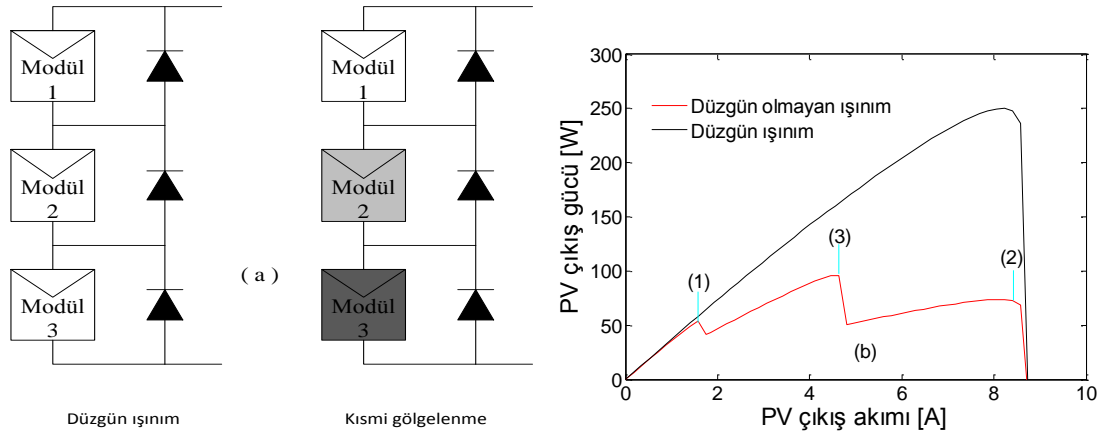 Modül
1
Modül
2
Modül
3
Düzgün ışınım
( a )
Modül
1
Modül
2
Modül
3
Kısmi gölgelenme
PV çıkış gücü [W]
300
250
200
150
100
50
0
Düzgün olmayan ışınım
Düzgün ışınım
(1)
(3)
(2)
(b)
0
2
4
6
8
10
PV çıkış akımı [A]